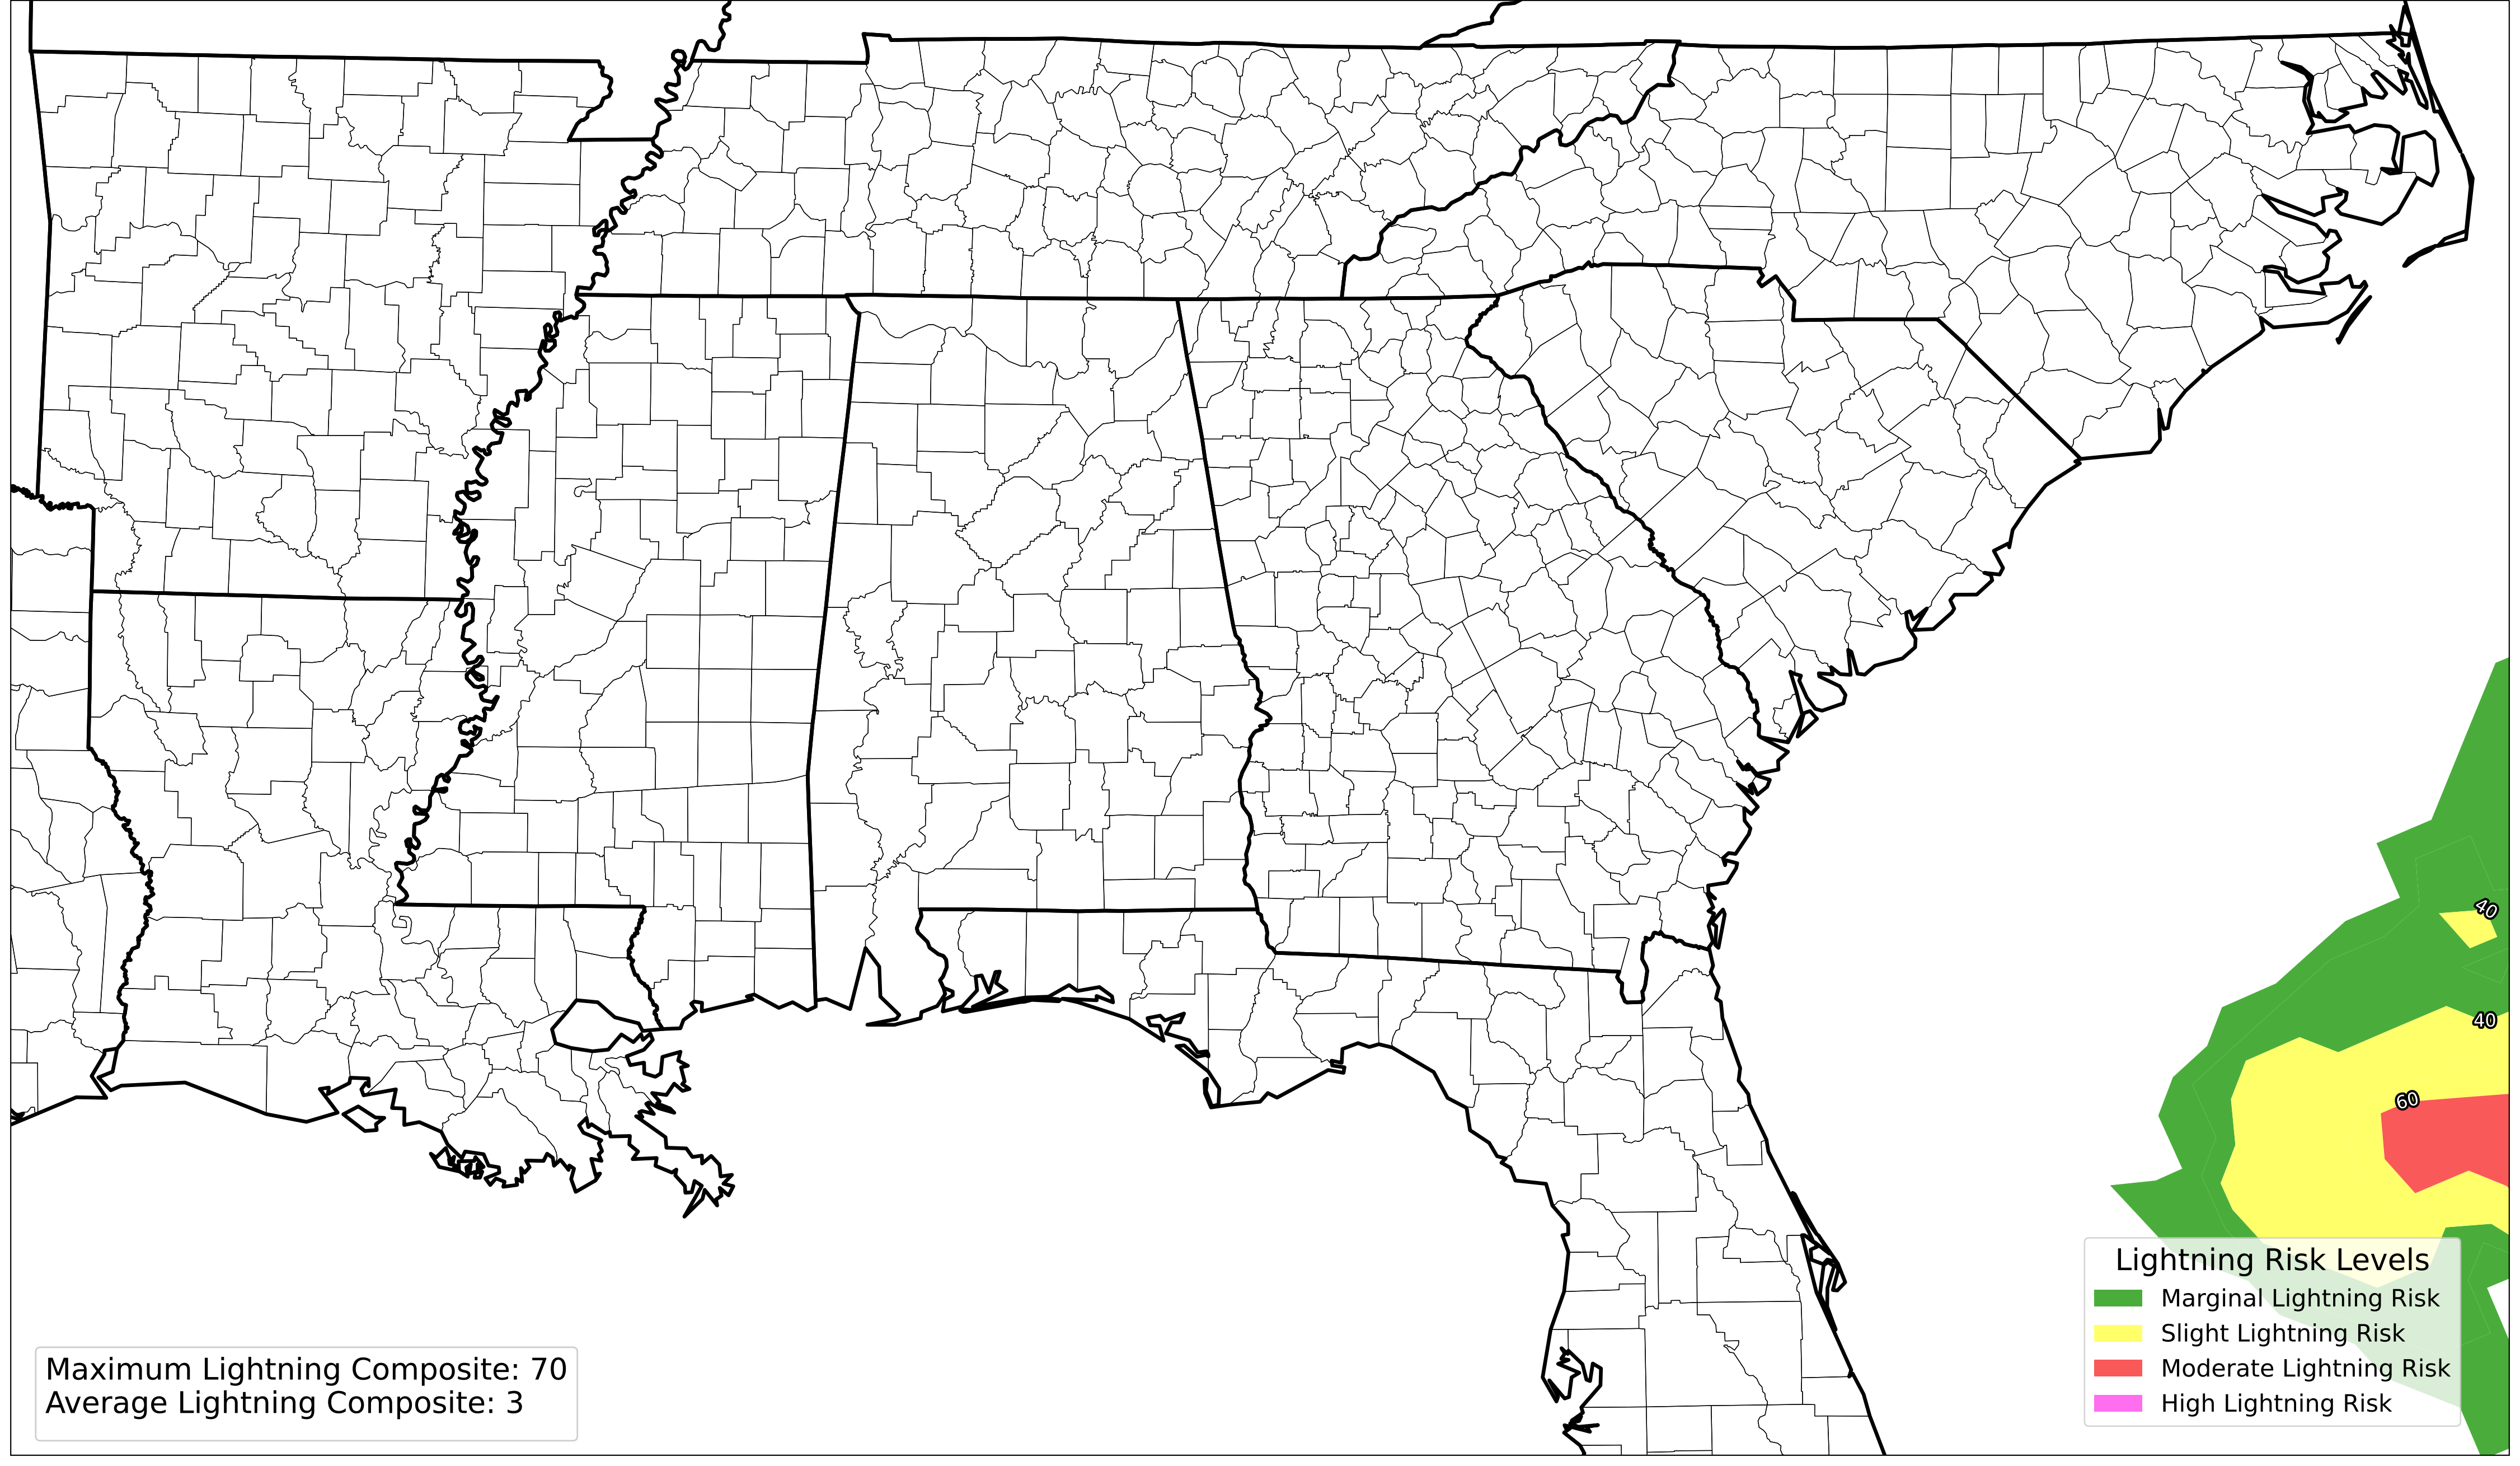 40
40
60
Lightning Risk Levels
Marginal Lightning Risk
Slight Lightning Risk
Moderate Lightning Risk
High Lightning Risk
Maximum Lightning Composite: 70
Average Lightning Composite: 3